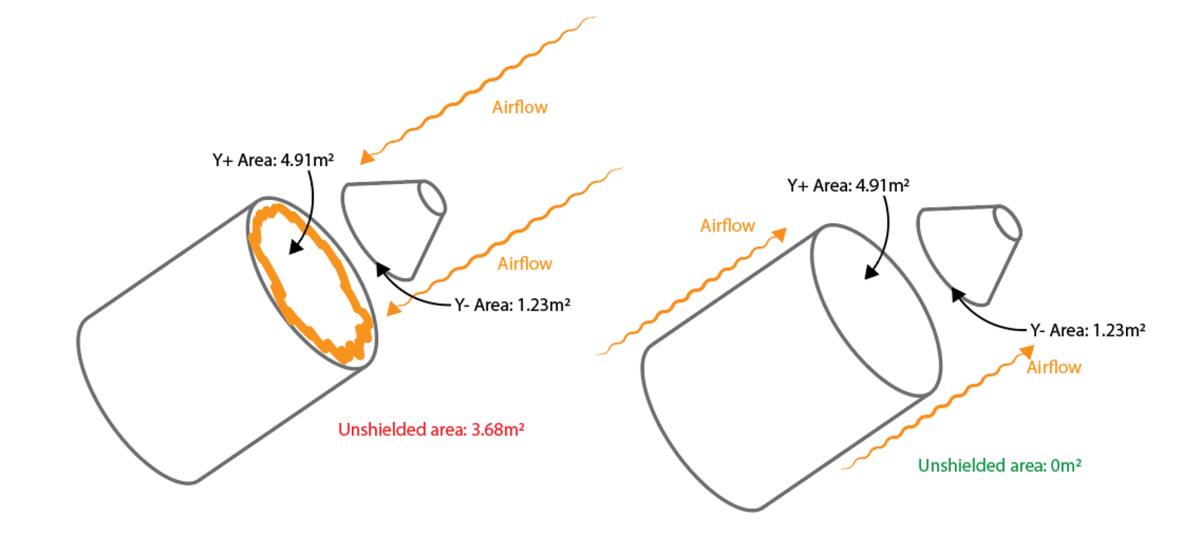 Airflow
Y+ Area: 4.91m²
Airflow
Y- Area: 1.23m²
Unshielded area: 3.68m²
Y+ Area: 4.91m²
Airflow
Y- Area: 1.23m²
Airflow
Unshielded area: 0m²